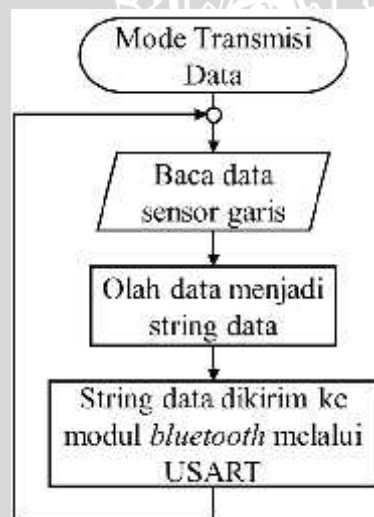 Mode Transmisi
Data
Baca data
sensor garis
Olah data menjadi
string data
String data dikirim ke
modul bluetooth melalui
USART